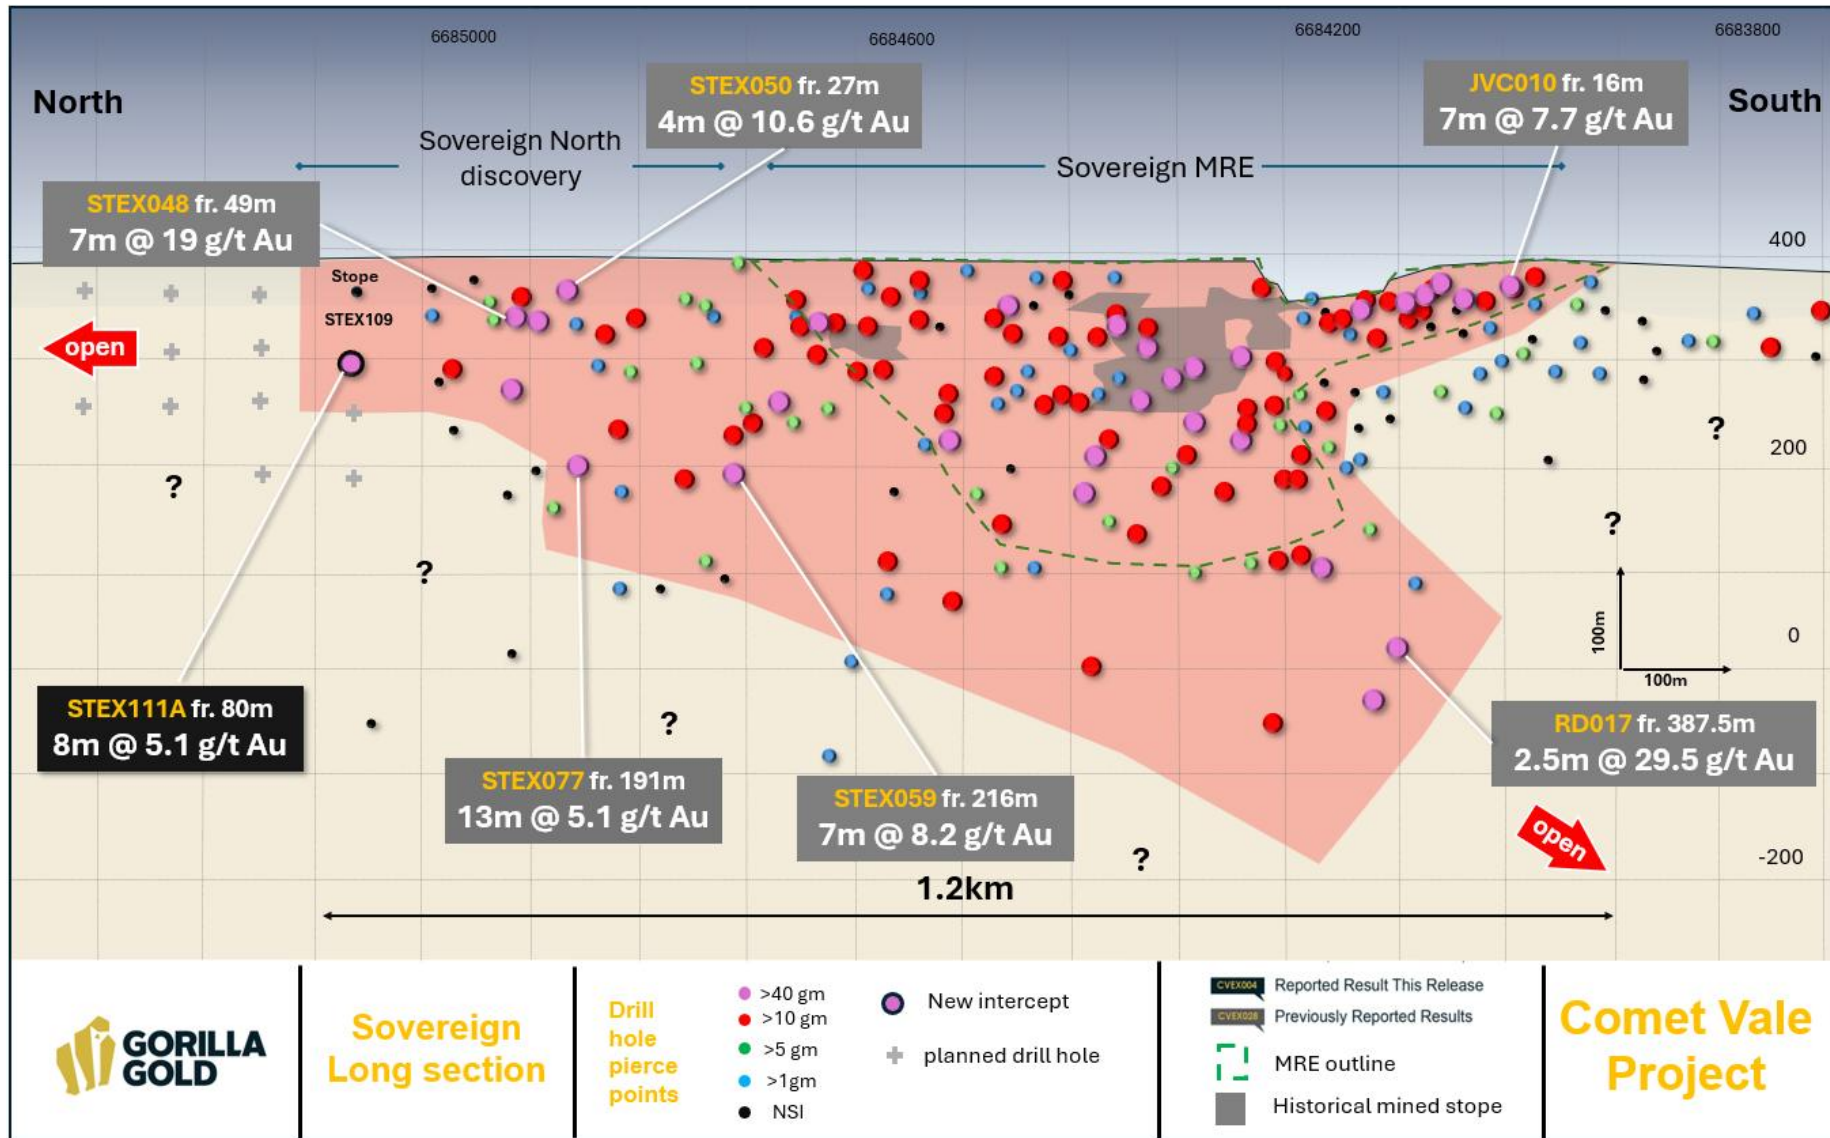 6685000
6684600
6684200
6683800
North
South
STEX050 fr. 27m
4m @ 10.6 g/t Au
JVC010 fr. 16m
7m @ 7.7 g/t Au
Sovereign North
discovery
Sovereign MRE
STEX048 fr. 49m
7m @ 19 g/t Au
400
Stope
STEX109
open
200
?
?
?
?
0
100m
100m
?
STEX111A fr. 80m
8m @ 5.1 g/t Au
RD017 fr. 387.5m
2.5m @ 29.5 g/t Au
STEX077 fr. 191m
13m @ 5.1 g/t Au
STEX059 fr. 216m
7m @ 8.2 g/t Au
open
?
-200
1.2km
GORILLA
GOLD
Sovereign
Long section
Drill
hole
pierce
points
>40 gm
>10 gm
>5 gm
>1gm
NSI
New intercept
planned drill hole
CVEX004
Reported Result This Release
CVEX028
Previously Reported Results
MRE outline
Historical mined stope
Comet Vale
Project